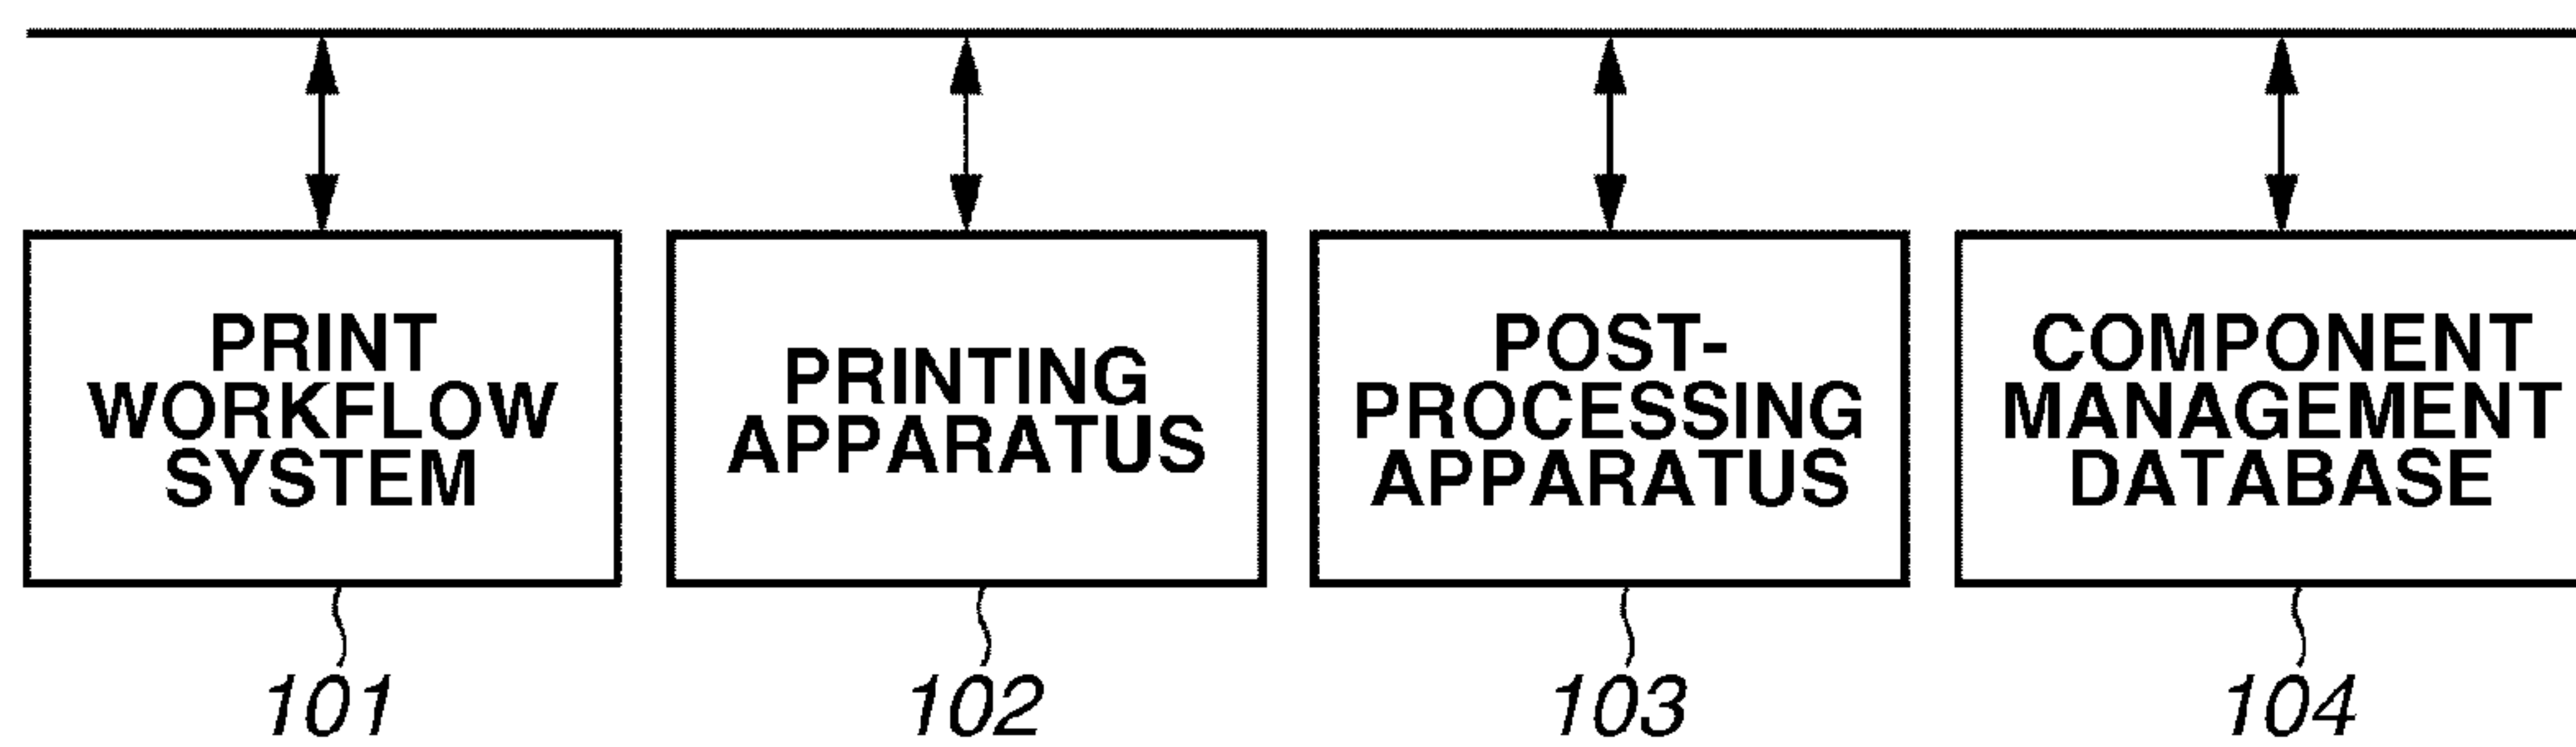 PRINT
WORKFLOW
SYSTEM
PRINTING
APPARATUS
POST-
PROCESSING
APPARATUS
COMPONENT
MANAGEMENT
DATABASE
101
102
103
104